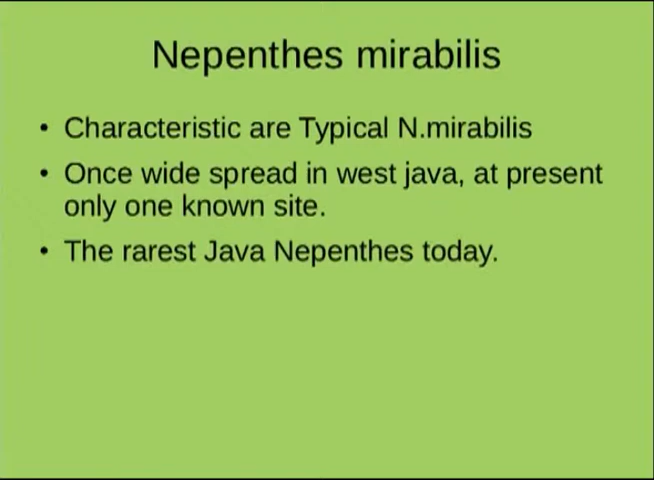 Nepenthes mirabilis
• Characteristic are Typical N.mirabilis
• Once wide spread in west java, at present
only one known site.
• The rarest Java Nepenthes today.